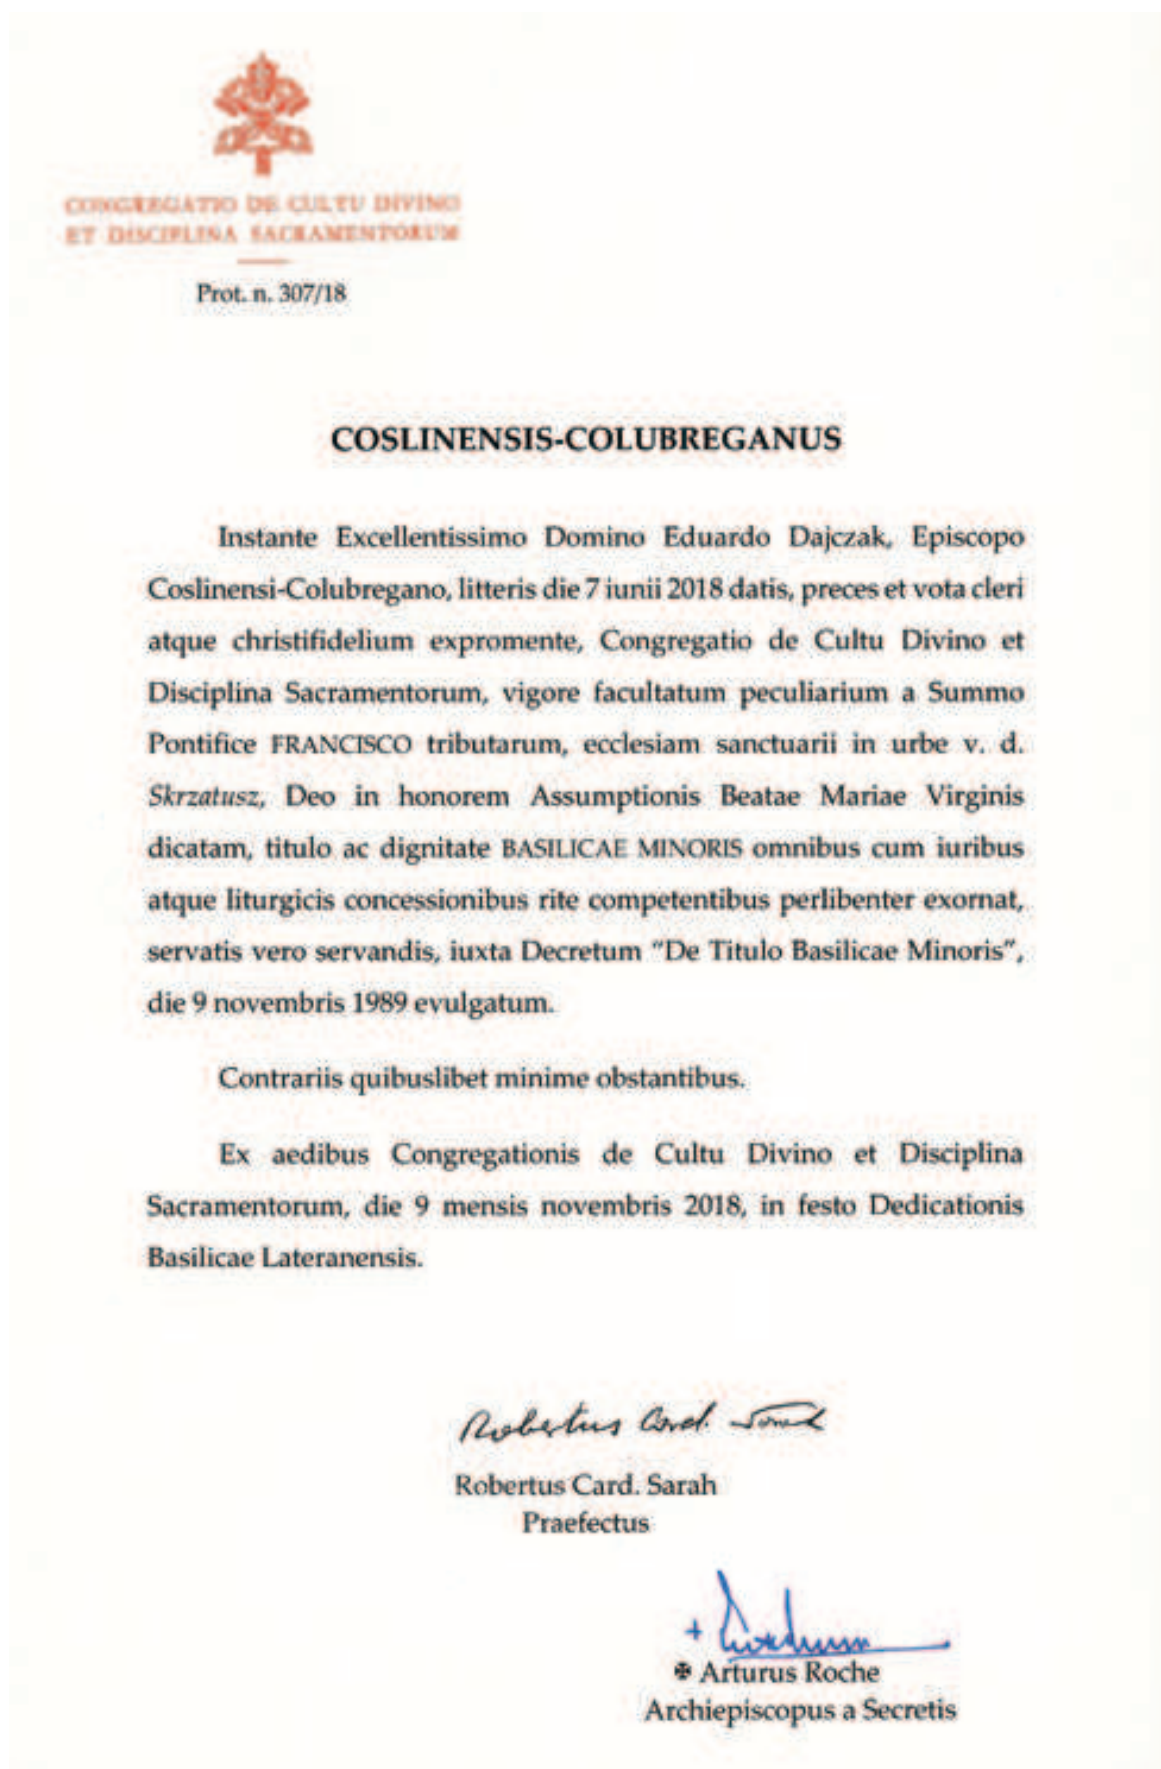 CONGREGATIO DE CULTU DIVINO
ET DISCIPLINA SACRAMENTORUM
Prot. n. 307/18
COSLINENSIS-COLUBREGANUS
Instante Excellentissimo Domino Eduardo Dajczak, Episcopo
Coslinensi-Colubregano, litteris die 7 iunii 2018 datis, preces et vota cleri
atque christifidelium expromente, Congregatio de Cultu Divino et
Disciplina Sacramentorum, vigore facultatum peculiarium a Summo
Pontifice FRANCISCO tributarum, ecclesiam sanctuarii in urbe v. d.
Skrzatusz, Deo in honorem Assumptionis Beatae Mariae Virginis
dicatam, titulo ac dignitate BASILICAE MINORIS omnibus cum iuribus
atque liturgicis concessionibus rite competentibus perlibenter exornat,
servatis vero servandis, iuxta Decretum “De Titulo Basilicae Minoris”,
die 9 novembris 1989 evulgatum.
Contrariis quibuslibet minime obstantibus.
Ex aedibus Congregationis de Cultu Divino et Disciplina
Sacramentorum, die 9 mensis novembris 2018, in festo Dedicationis
Basilicae Lateranensis.
Robertus Card. Sarah
Robertus Card. Sarah
Praefectus
✠ Arturus Roche
Archiepiscopus a Secretis